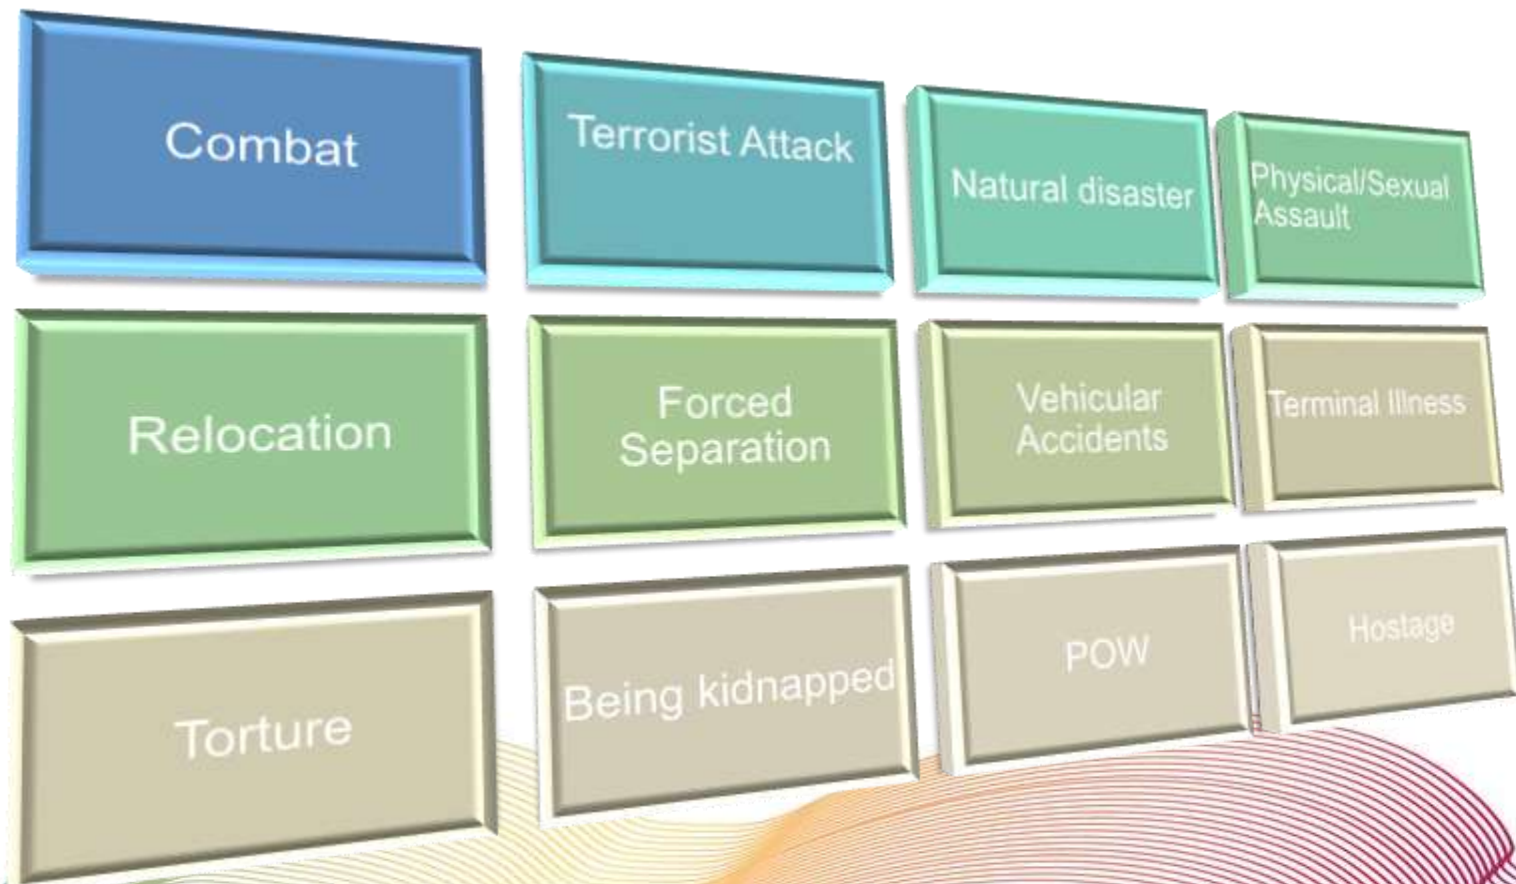 Combat
Terrorist Attack
Natural disaster
Physical/Sexual
Assault
Relocation
Forced
Separation
Vehicular
Accidents
Terminal Illness
Torture
Being kidnapped
POW
Hostage